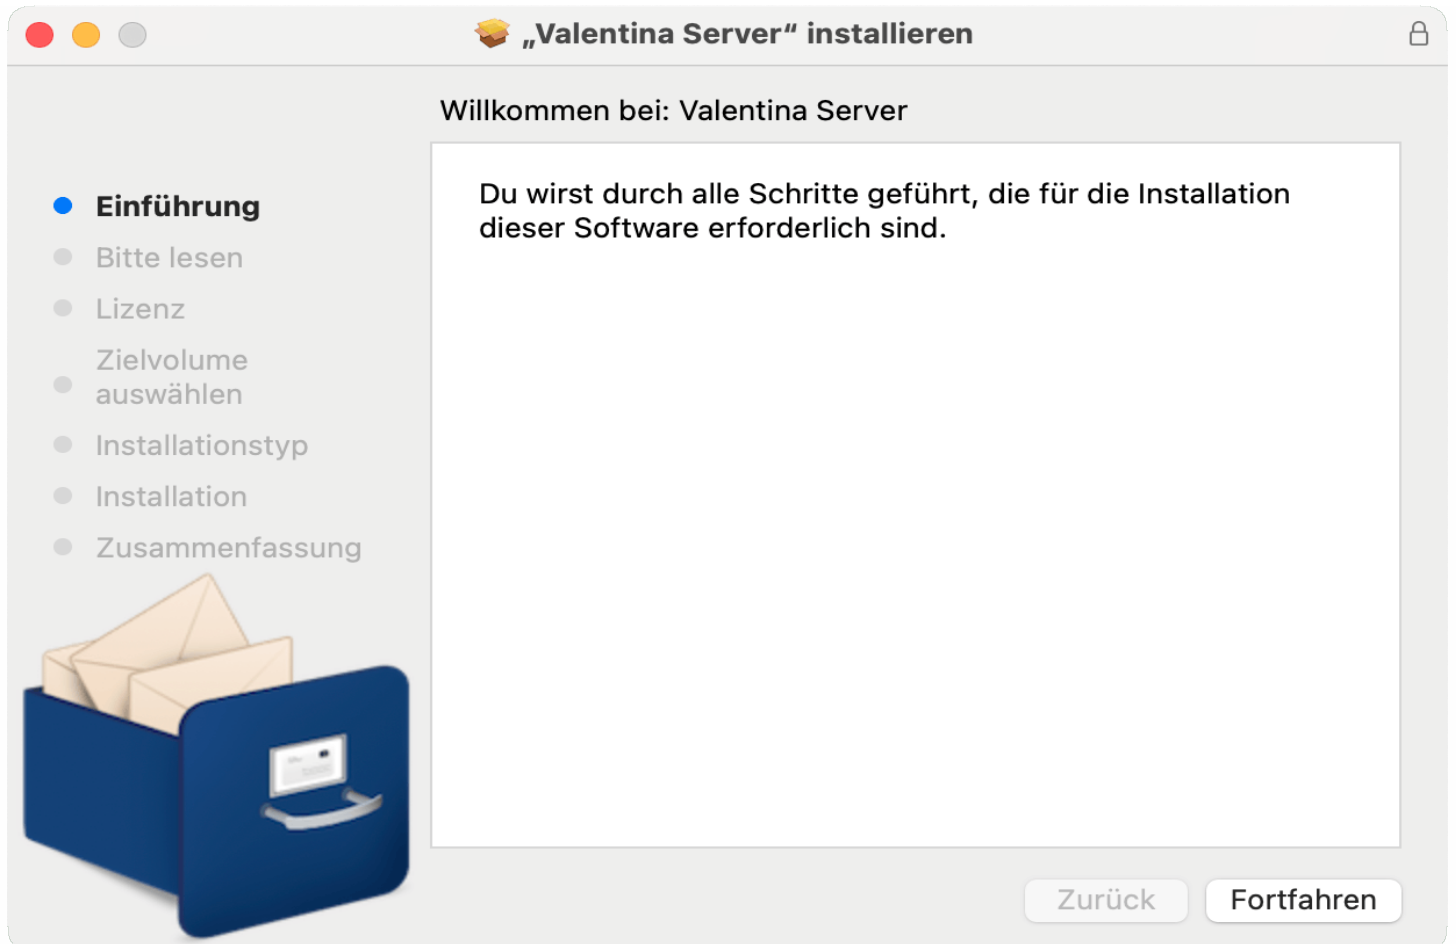 „Valentina Server“ installieren
Willkommen bei: Valentina Server
Du wirst durch alle Schritte geführt, die für die Installation
dieser Software erforderlich sind.
Einführung
Bitte lesen
Lizenz
Zielvolume
auswählen
Installationstyp
Installation
Zusammenfassung
Zurück
Fortfahren